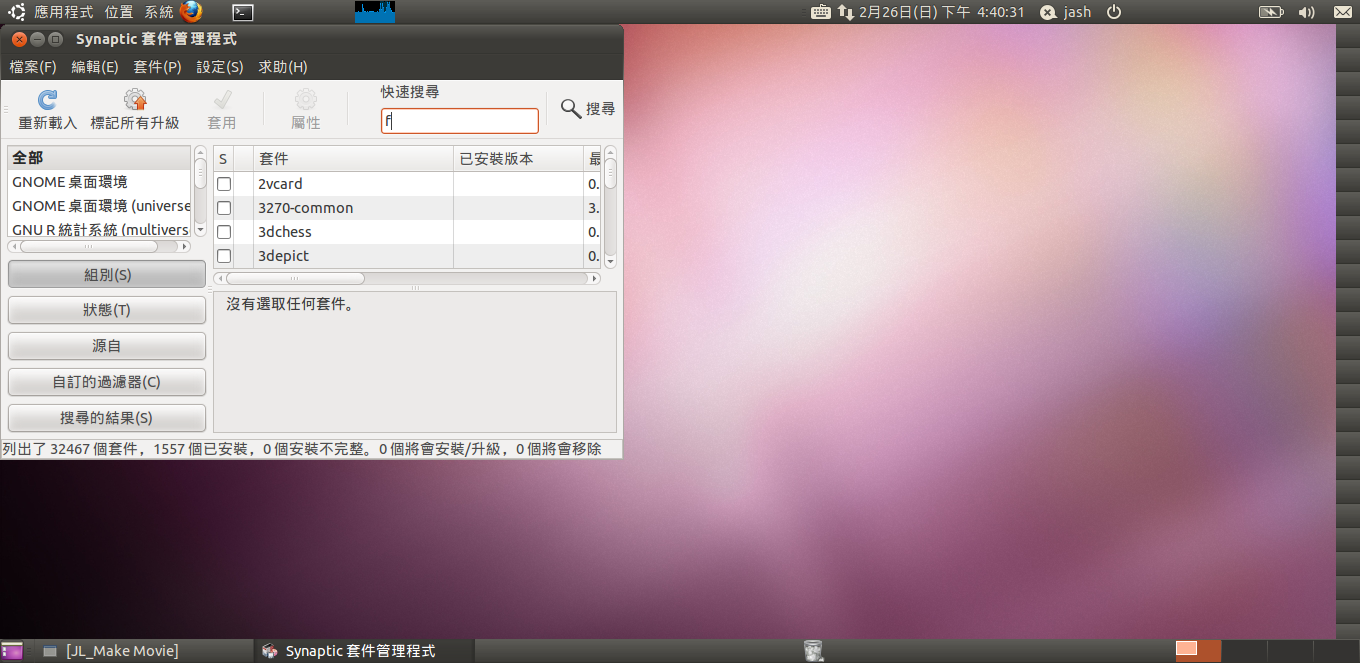 應用程式 位置 系統
2月26日(日) 下午 4:40:31 jash
Synaptic 套件管理程式
檔案(F) 編輯(E) 套件(P) 設定(S) 求助(H)
快速搜尋
重新載入 標記所有升級 套用 屬性 f 搜尋
全部
GNOME 桌面環境
GNOME 桌面環境 (universe
GNU R 統計系統 (multivers
S 套件 已安裝版本 最
2vcard 0.
3270-common 3.
3dchess 0.
3depict 0.
組別(S)
狀態(T)
源自
自訂的過濾器(C)
搜尋的結果(S)
沒有選取任何套件。
列出了 32467 個套件，1557 個已安裝，0 個安裝不完整。0 個將會安裝/升級，0 個將會移除
[JL_Make Movie] Synaptic 套件管理程式